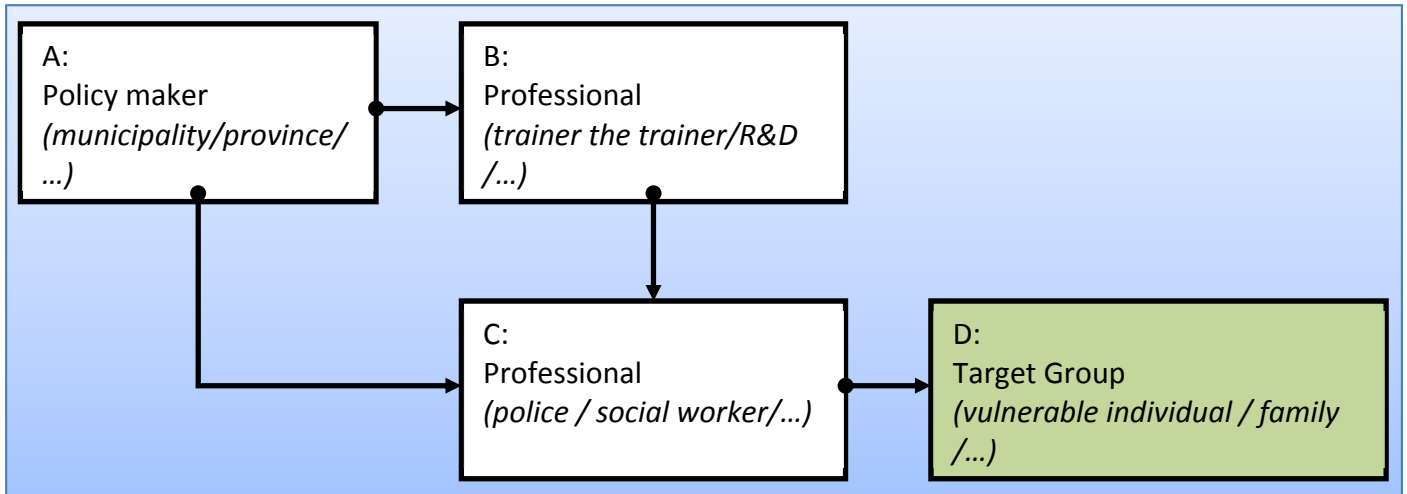 A:
Policy maker
(municipality/province/
…)
B:
Professional
(trainer the trainer/R&D
/…)
C:
Professional
(police / social worker/…)
D:
Target Group
(vulnerable individual / family
/…)